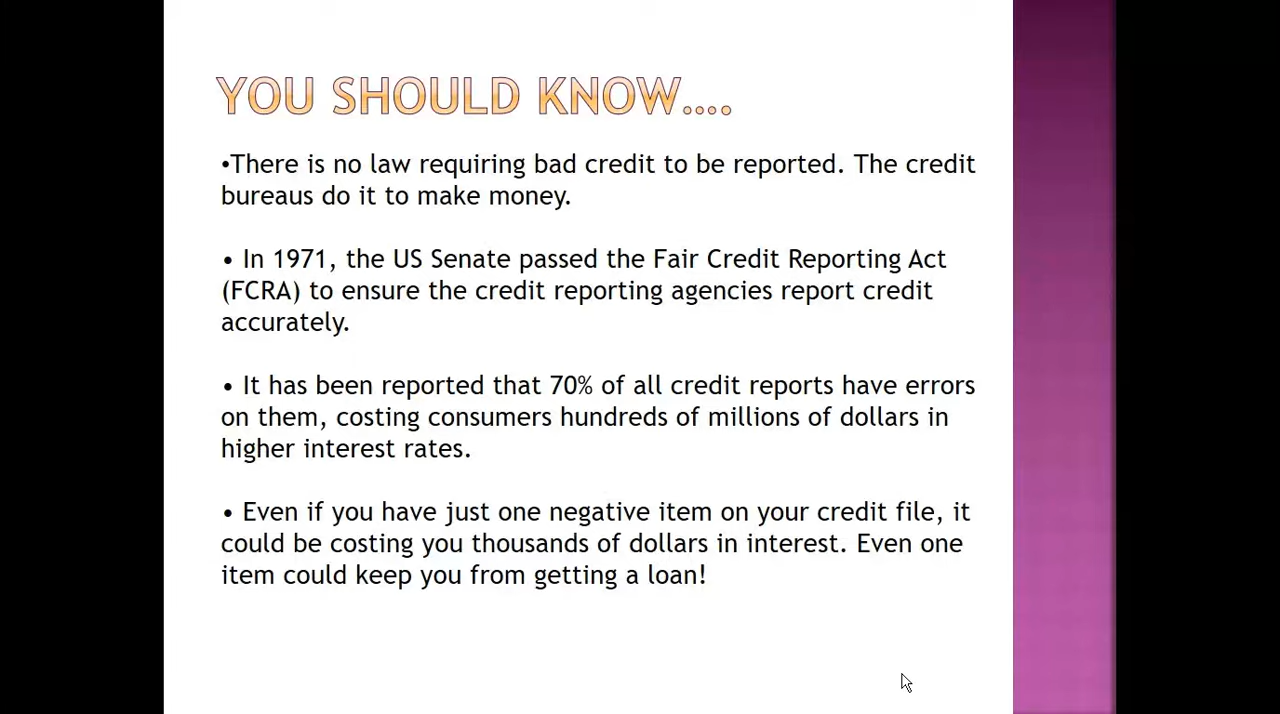 YOU SHOULD KNOW....
•There is no law requiring bad credit to be reported. The credit
bureaus do it to make money.
• In 1971, the US Senate passed the Fair Credit Reporting Act
(FCRA) to ensure the credit reporting agencies report credit
accurately.
• It has been reported that 70% of all credit reports have errors
on them, costing consumers hundreds of millions of dollars in
higher interest rates.
• Even if you have just one negative item on your credit file, it
could be costing you thousands of dollars in interest. Even one
item could keep you from getting a loan!